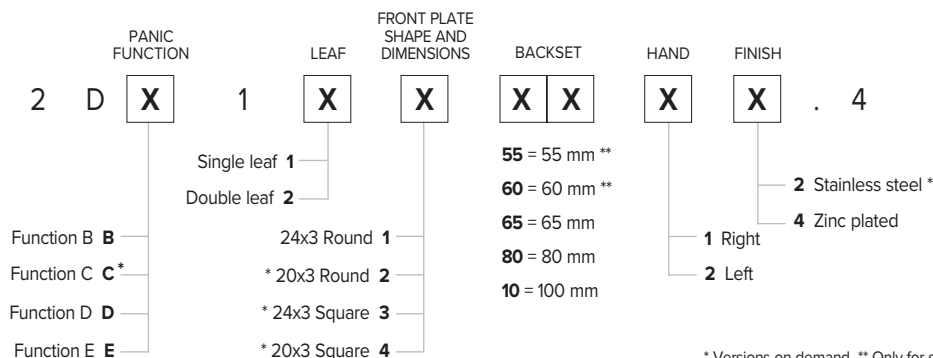 PANIC
FUNCTION
LEAF
FRONT PLATE
SHAPE AND
DIMENSIONS
BACKSET
HAND
FINISH
2 D X 1 X X X X X X . 4
Single leaf 1
Double leaf 2
Function B B
Function C C*
Function D D
Function E E
24x3 Round 1
* 20x3 Round 2
* 24x3 Square 3
* 20x3 Square 4
55 = 55 mm **
60 = 60 mm **
65 = 65 mm
80 = 80 mm
10 = 100 mm
1 Right
2 Left
2 Stainless steel *
4 Zinc plated
* Versions on demand ** Only for s